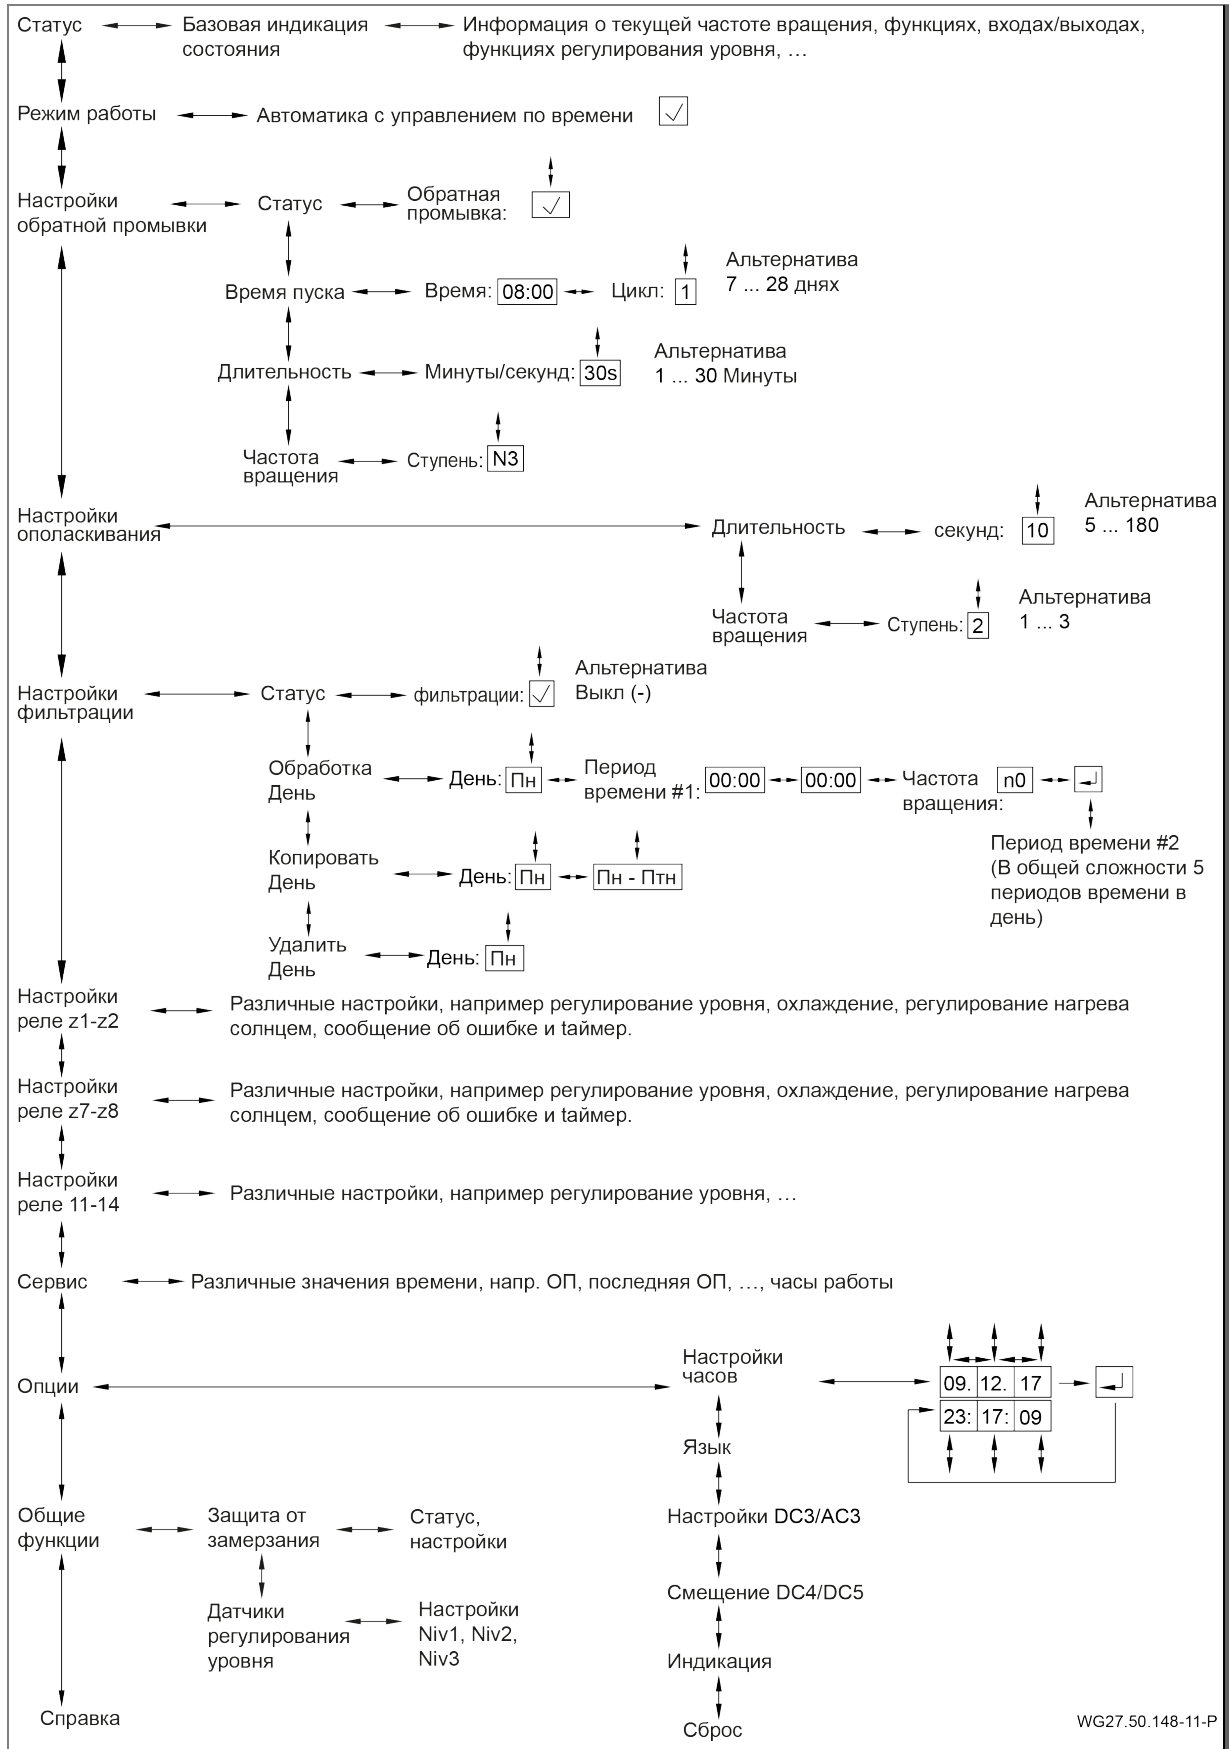 Статус
Базовая индикация
состояния
Информация о текущей частоте вращения, функциях, входах/выходах,
функциях регулирования уровня, …
Режим работы
Автоматика с управлением по времени
Настройки
обратной промывки
Статус
Обратная
промывка:
Время пуска
Время: 08:00
Цикл: 1
Альтернатива
7 ... 28 днях
Длительность
Минуты/секунд: 30s
Альтернатива
1 ... 30 Минуты
Частота
вращения
Ступень: N3
Настройки
ополаскивания
Длительность
секунд: 10
Альтернатива
5 ... 180
Частота
вращения
Ступень: 2
Альтернатива
1 ... 3
Настройки
фильтрации
Статус
фильтрации:
Альтернатива
Выкл (-)
Обработка
День
День: Пн
Период
времени #1: 00:00 00:00
Частота
вращения: n0
Период времени #2
(В общей сложности 5
периодов времени в
день)
Копировать
День
День: Пн Пн - Птн
Удалить
День
День: Пн
Настройки
реле z1-z2
Различные настройки, например регулирование уровня, охлаждение, регулирование нагрева
солнцем, сообщение об ошибке и таймер.
Настройки
реле z7-z8
Различные настройки, например регулирование уровня, охлаждение, регулирование нагрева
солнцем, сообщение об ошибке и таймер.
Настройки
реле 11-14
Различные настройки, например регулирование уровня, …
Сервис
Различные значения времени, напр. ОП, последняя ОП, …, часы работы
Опции
Настройки
часов
09. 12. 17
23: 17: 09
Язык
Настройки DC3/AC3
Смещение DC4/DC5
Индикация
Сброс
Общие
функции
Защита от
замерзания
Статус,
настройки
Датчики
регулирования
уровня
Настройки
Niv1, Niv2,
Niv3
Справка
WG27.50.148-11-P